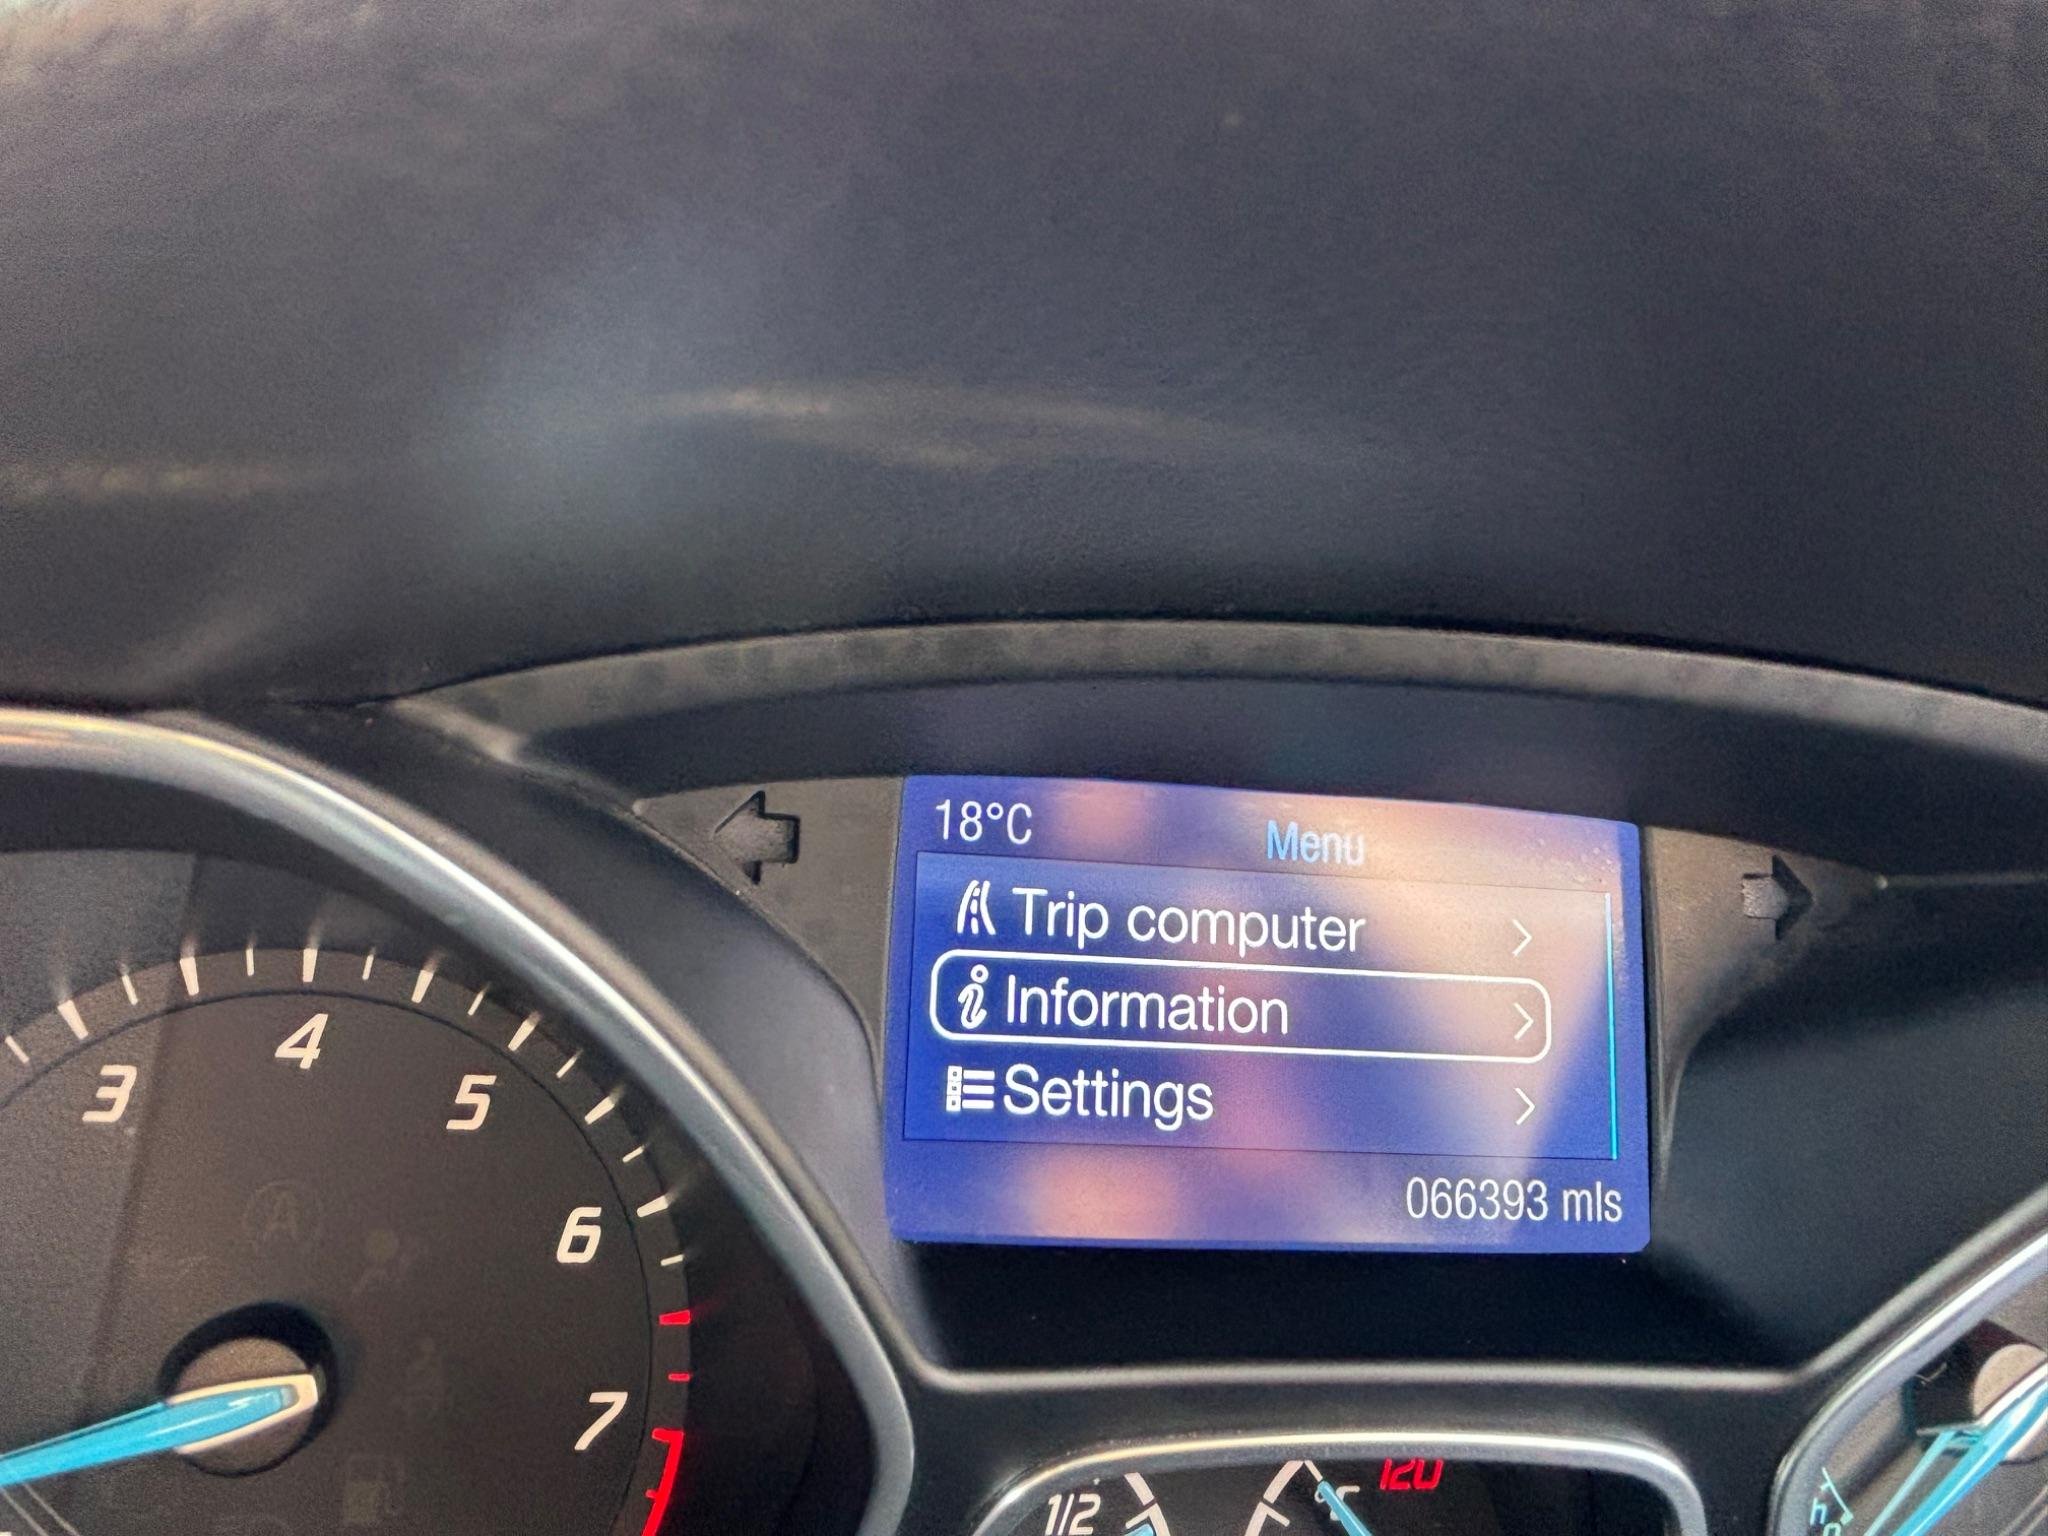 18°C
Menu
Trip computer
Information
Settings
066393 mls
3
4
5
6
7
1/2
°C
120